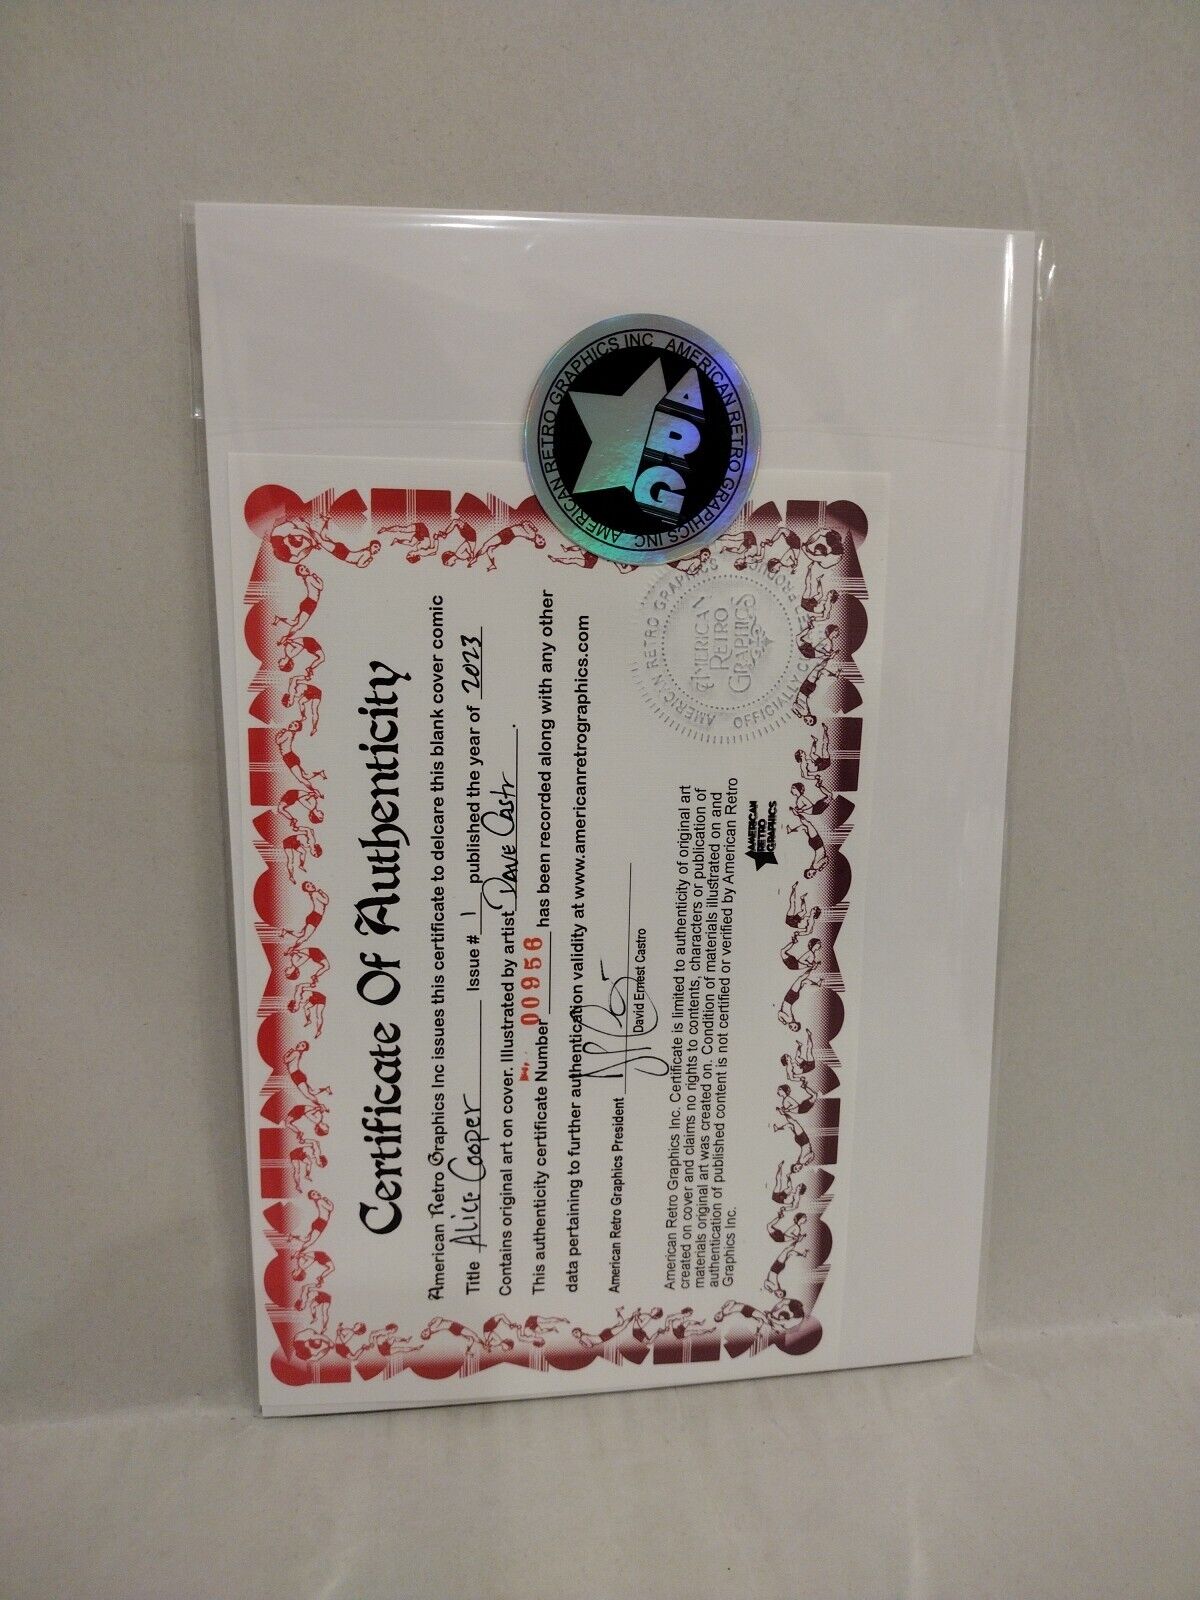 AMERICAN RETRO GRAPHICS INC
AMERICAN RETRO GRAPHICS INC
ARG
Certificate Of Authenticity
American Retro Graphics Inc issues this certificate to delcare this blank cover comic
Title Alice Cooper Issue # 1 published the year of 2023
Contains original art on cover. Illustrated by artist Dave Castr.
This authenticity certificate Number 00956 has been recorded along with any other
data pertaining to further authentication validity at www.americanretrographics.com
American Retro Graphics President
David Ernest Castro
American Retro Graphics Inc. Certificate is limited to authenticity of original art
created on cover and claims no rights to contents, characters or publication of
materials original art was created on. Condition of materials illustrated on and
authentication of published content is not certified or verified by American Retro
Graphics Inc.
AMERICAN
RETRO
GRAPHICS
AMERICAN RETRO GRAPHICS
OFFICIALLY
AMERICAN
RETRO
GRAPHICS